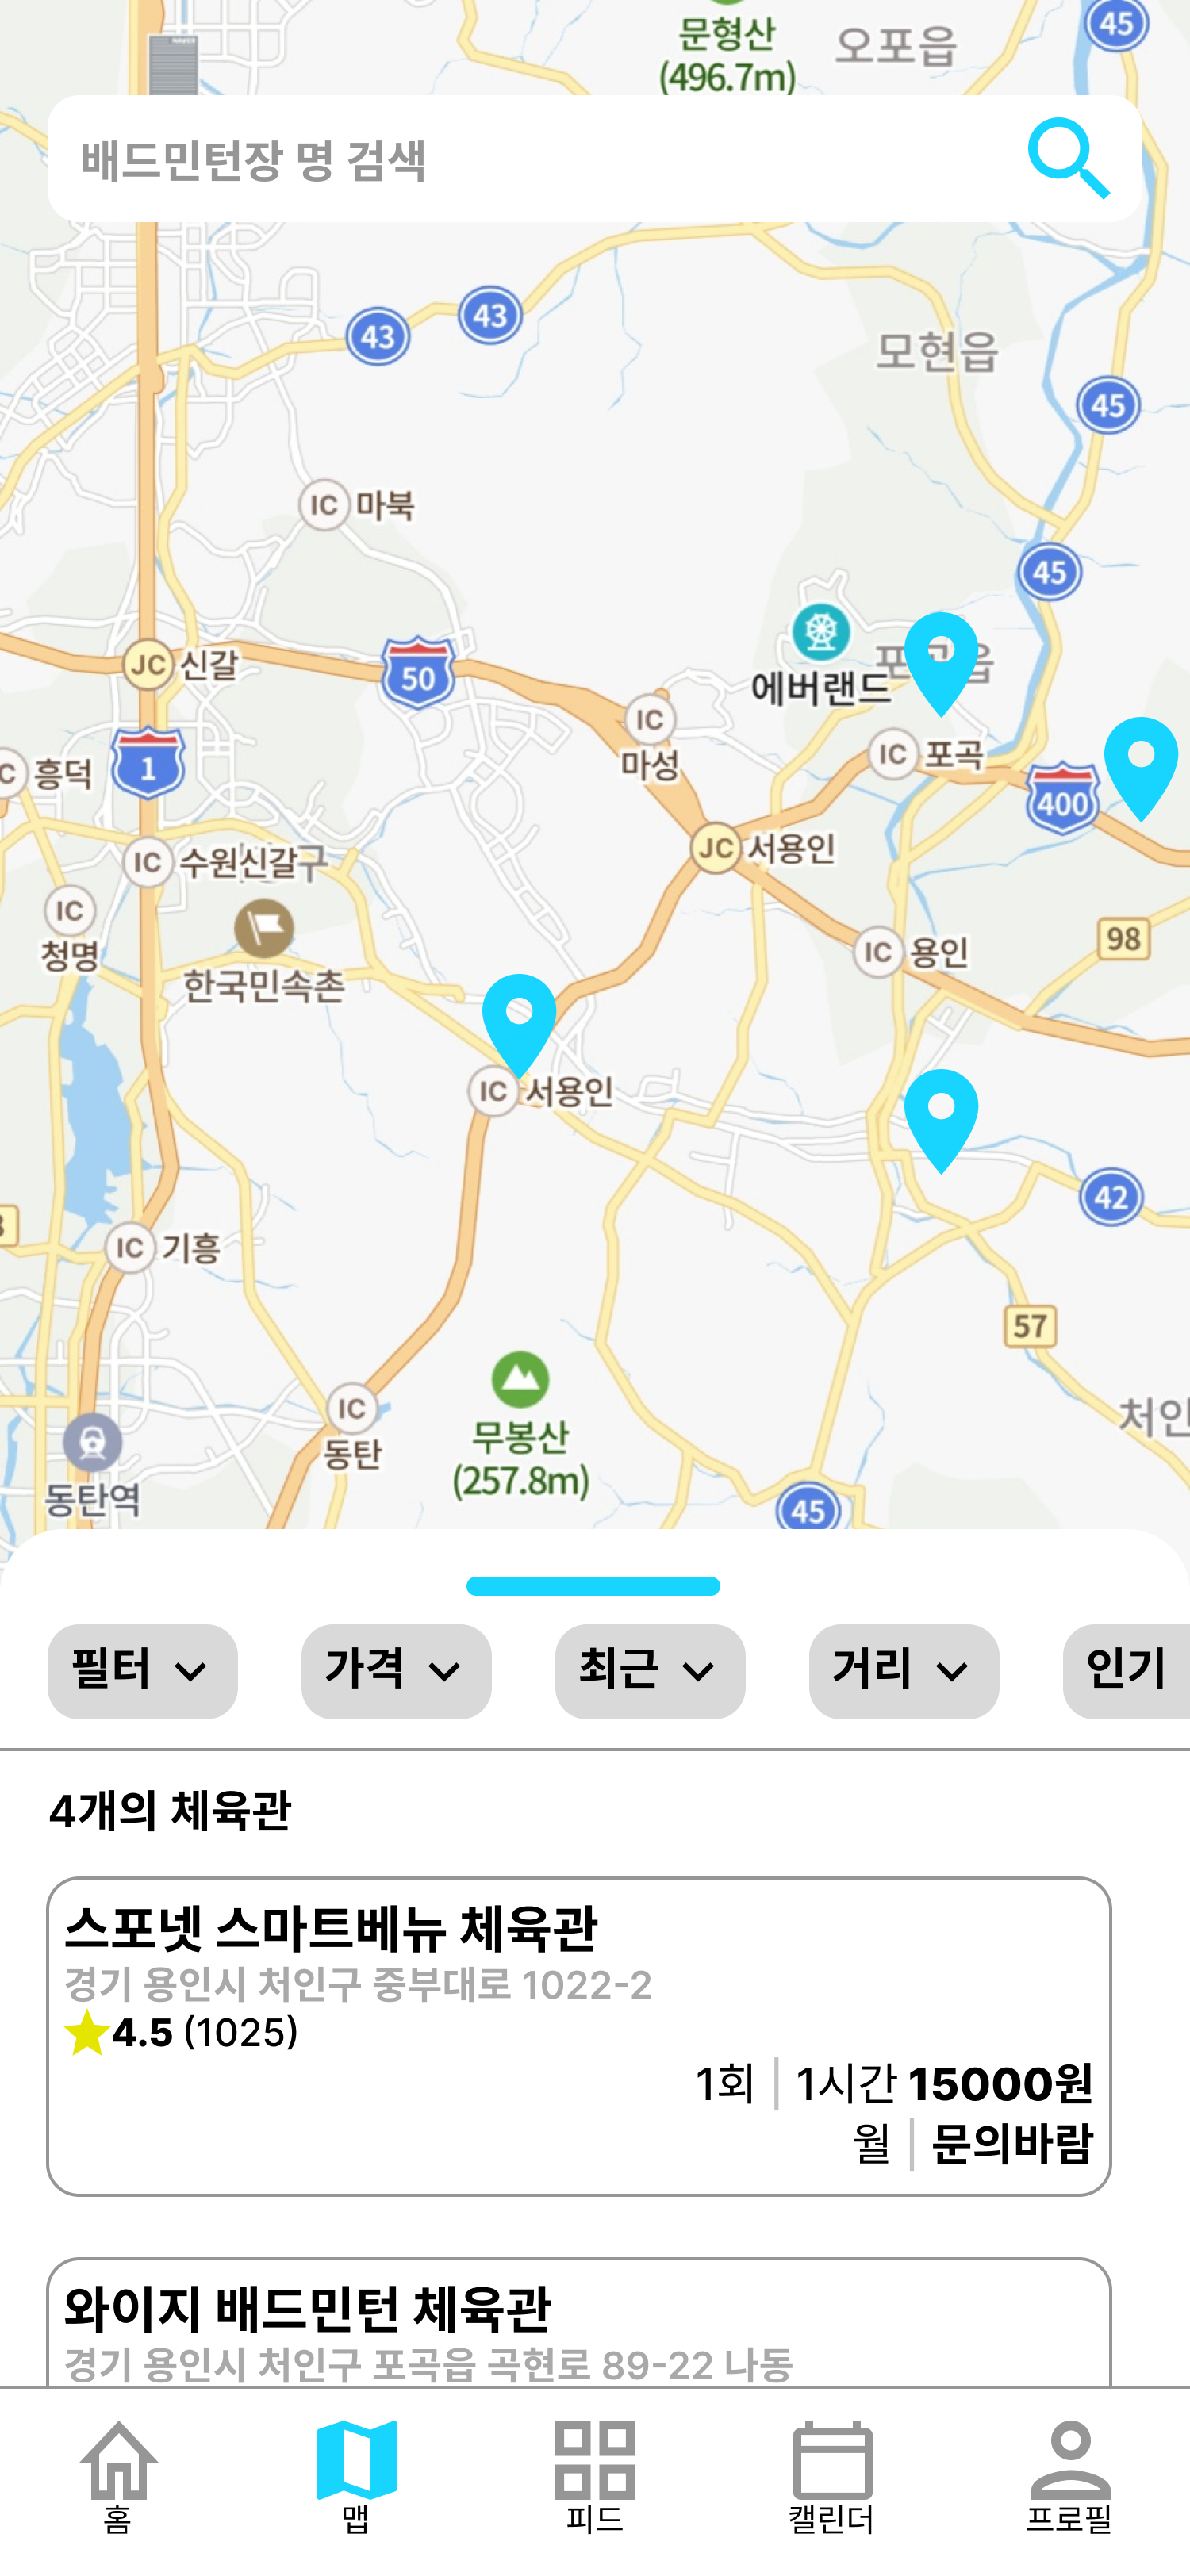 문형산
(496.7m)
오포읍
45
NAVER
배드민턴장 명 검색
43
43
모현읍
45
IC 마북
45
JC 신갈
50
에버랜드
IC
마성
IC 포곡
흥덕
1
400
JC 서용인
IC 수원신갈
구
IC
청명
98
IC 용인
한국민속촌
IC 서용인
42
IC 기흥
57
IC
동탄
무봉산
(257.8m)
처인
동탄역
45
필터
가격
최근
거리
인기
4개의 체육관
스포넷 스마트베뉴 체육관
경기 용인시 처인구 중부대로 1022-2
4.5 (1025)
1회 | 1시간 15000원
월 | 문의바람
와이지 배드민턴 체육관
경기 용인시 처인구 포곡읍 곡현로 89-22 나동
홈
맵
피드
캘린더
프로필